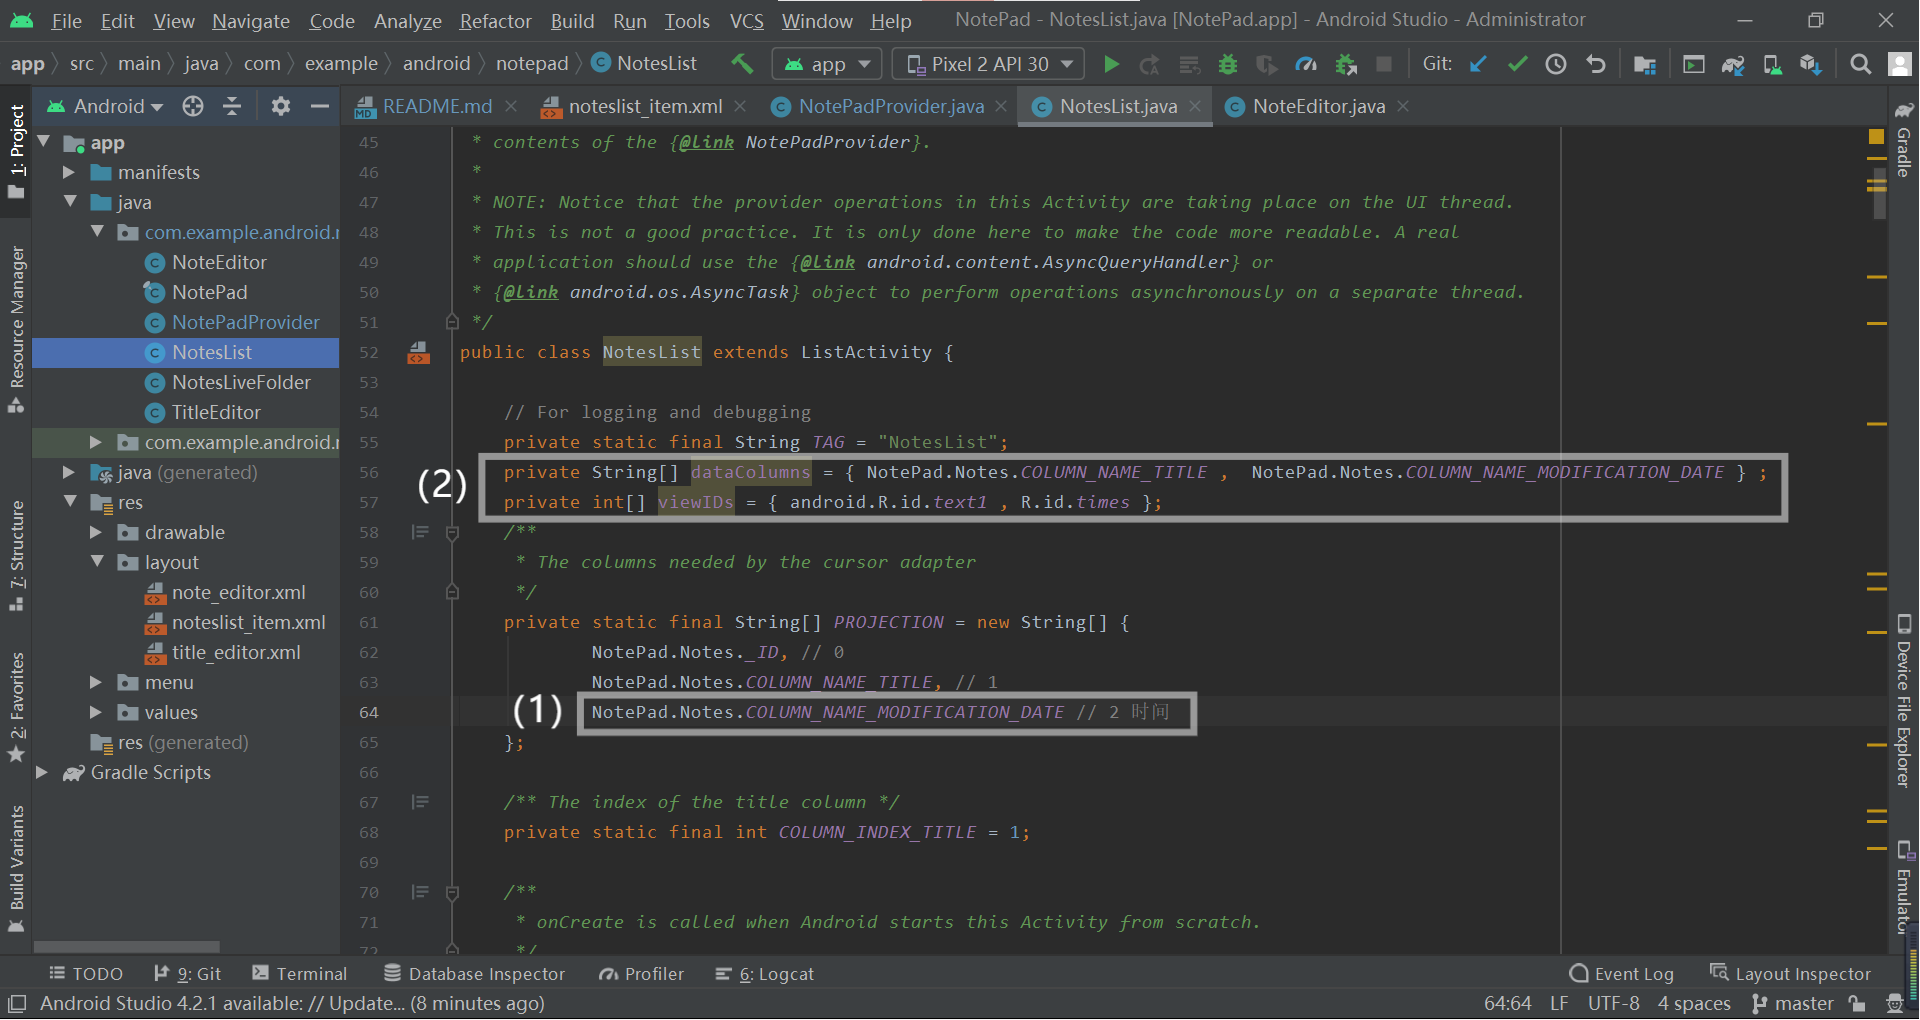 File Edit View Navigate Code Analyze Refactor Build Run Tools VCS Window Help NotePad - NotesList.java [NotePad.app] - Android Studio - Administrator
app src main java com example android notepad NotesList app Pixel 2 API 30 Git:
Android README.md noteslist_item.xml NotePadProvider.java NotesList.java NoteEditor.java
1: Project
Resource Manager
7: Structure
2: Favorites
Build Variants
app
manifests
java
com.example.android.
NoteEditor
NotePad
NotePadProvider
NotesList
NotesLiveFolder
TitleEditor
com.example.android.
java (generated)
res
drawable
layout
note_editor.xml
noteslist_item.xml
title_editor.xml
menu
values
res (generated)
Gradle Scripts
45 * contents of the {@link NotePadProvider}.
46 *
47 * NOTE: Notice that the provider operations in this Activity are taking place on the UI thread.
48 * This is not a good practice. It is only done here to make the code more readable. A real
49 * application should use the {@link android.content.AsyncQueryHandler} or
50 * {@link android.os.AsyncTask} object to perform operations asynchronously on a separate thread.
51 */
52 public class NotesList extends ListActivity {
53
54 // For logging and debugging
55 private static final String TAG = "NotesList";
(2)
56 private String[] dataColumns = { NotePad.Notes.COLUMN_NAME_TITLE , NotePad.Notes.COLUMN_NAME_MODIFICATION_DATE } ;
57 private int[] viewIDs = { android.R.id.text1 , R.id.times };
58 /**
59 * The columns needed by the cursor adapter
60 */
61 private static final String[] PROJECTION = new String[] {
62 NotePad.Notes._ID, // 0
63 NotePad.Notes.COLUMN_NAME_TITLE, // 1
(1)
64 NotePad.Notes.COLUMN_NAME_MODIFICATION_DATE // 2 时间
65 };
66
67 /** The index of the title column */
68 private static final int COLUMN_INDEX_TITLE = 1;
69
70 /**
71 * onCreate is called when Android starts this Activity from scratch.
72 */
Gradle
Device File Explorer
Emulator
TODO 9: Git Terminal Database Inspector Profiler 6: Logcat Event Log Layout Inspector
Android Studio 4.2.1 available: // Update... (8 minutes ago) 64:64 LF UTF-8 4 spaces master